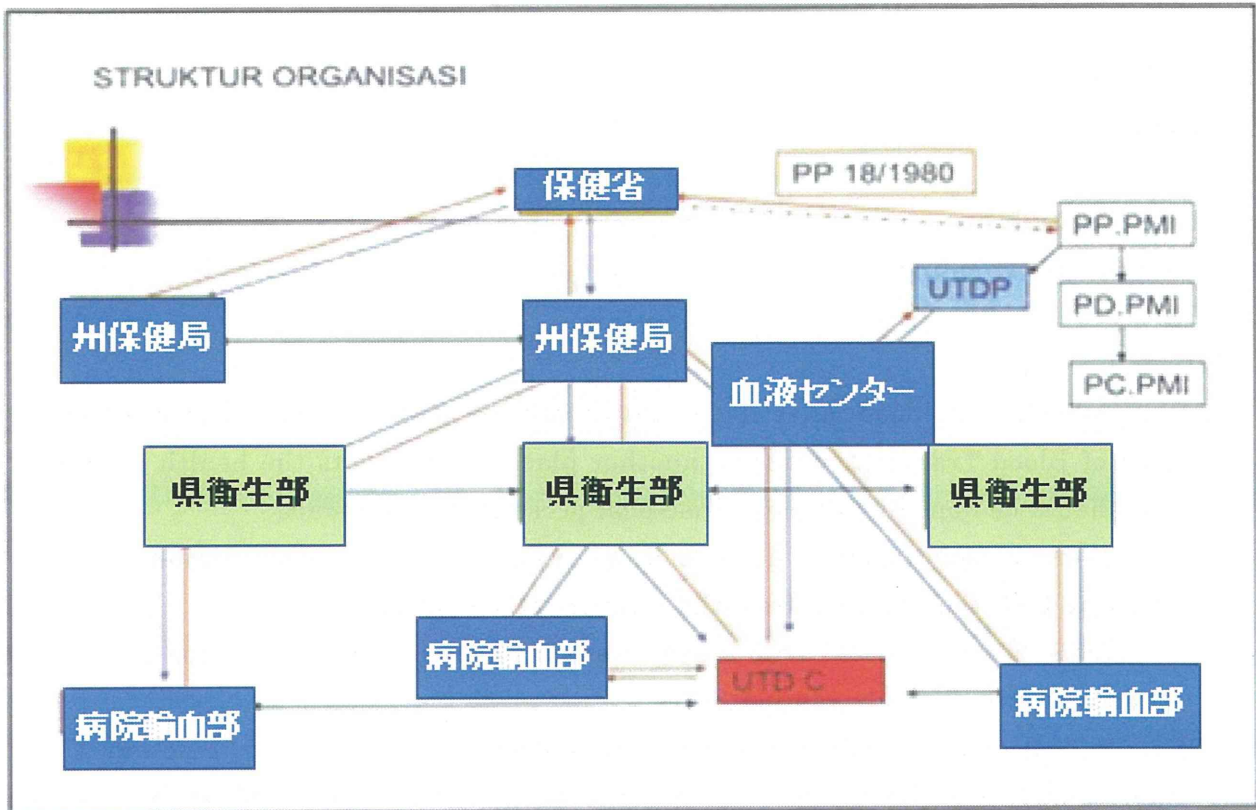 STRUKTUR ORGANISASI
保健省
PP 18/1980
PP.PMI
UTDP
州保健局
州保健局
PD.PMI
血液センター
PC.PMI
県衛生部
県衛生部
県衛生部
病院輸血部
UTD C
病院輸血部
病院輸血部